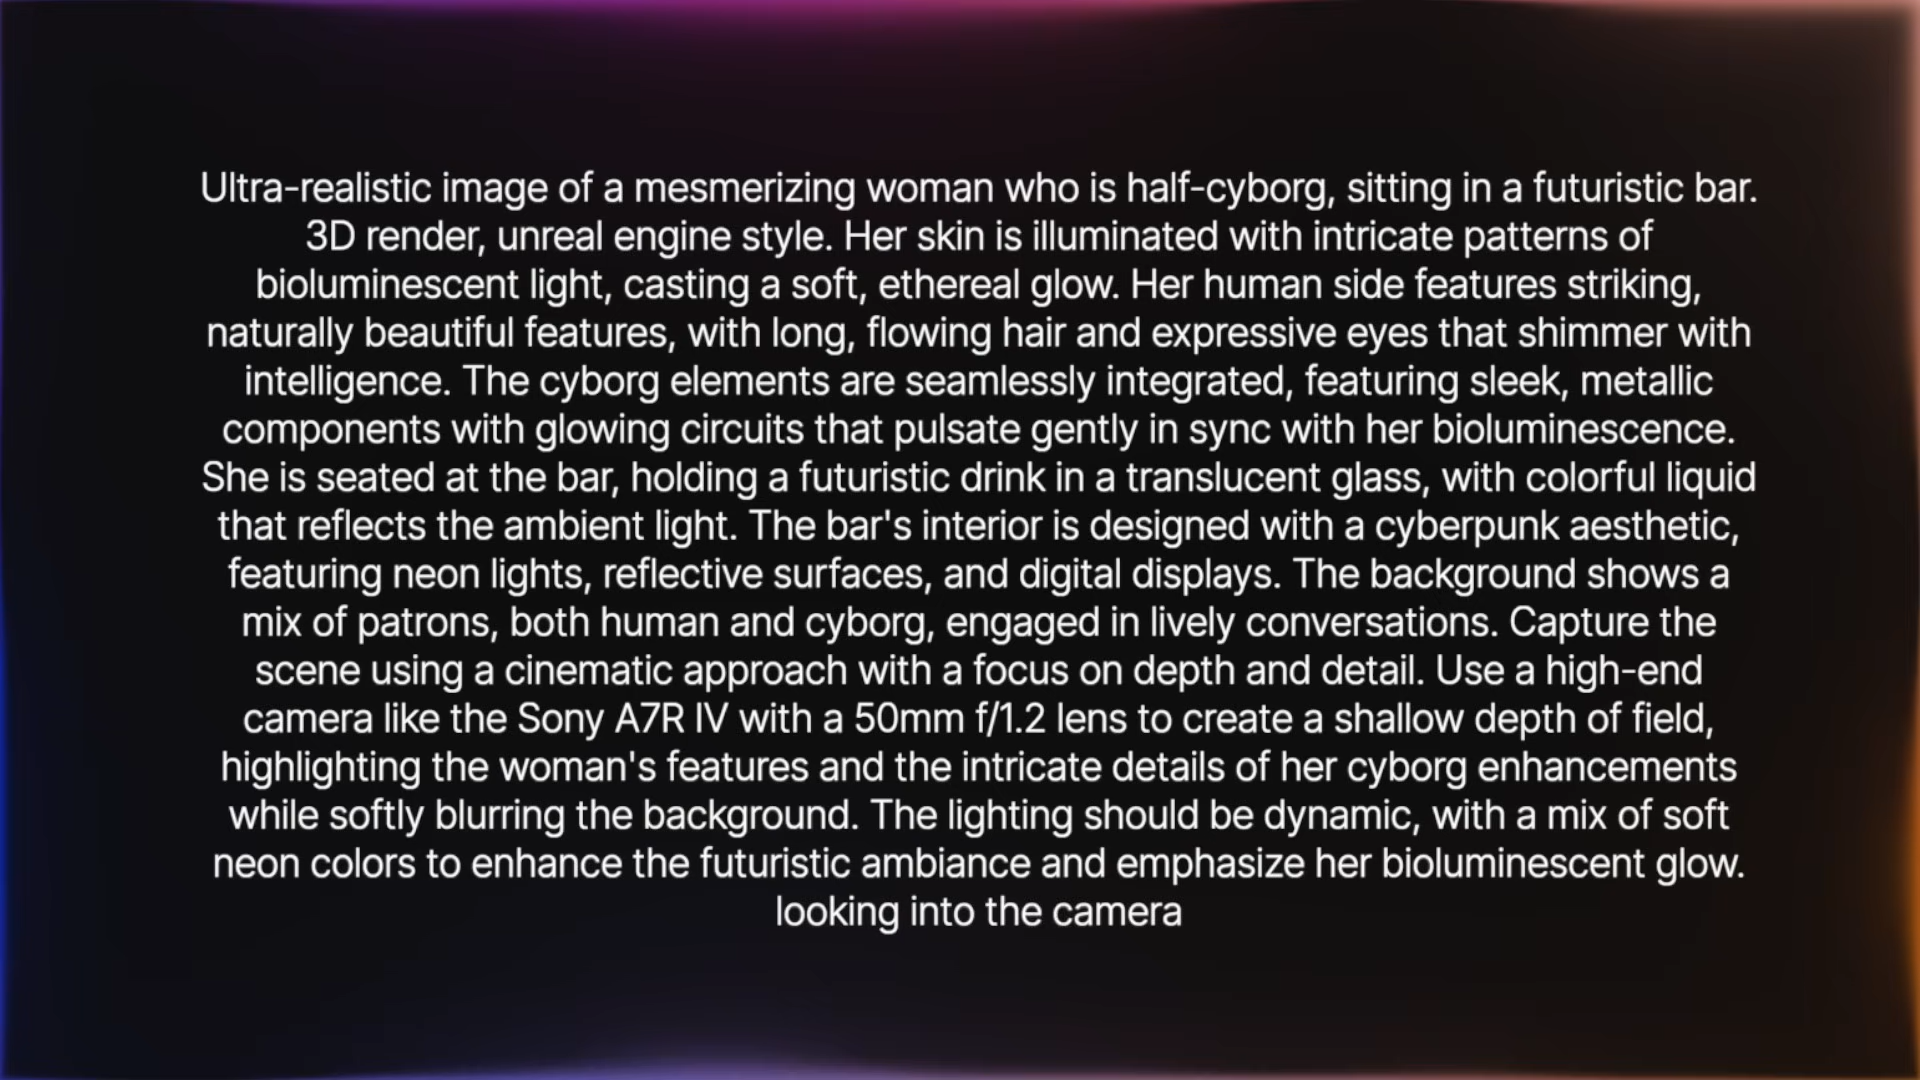 Ultra-realistic image of a mesmerizing woman who is half-cyborg, sitting in a futuristic bar.
3D render, unreal engine style. Her skin is illuminated with intricate patterns of
bioluminescent light, casting a soft, ethereal glow. Her human side features striking,
naturally beautiful features, with long, flowing hair and expressive eyes that shimmer with
intelligence. The cyborg elements are seamlessly integrated, featuring sleek, metallic
components with glowing circuits that pulsate gently in sync with her bioluminescence.
She is seated at the bar, holding a futuristic drink in a translucent glass, with colorful liquid
that reflects the ambient light. The bar's interior is designed with a cyberpunk aesthetic,
featuring neon lights, reflective surfaces, and digital displays. The background shows a
mix of patrons, both human and cyborg, engaged in lively conversations. Capture the
scene using a cinematic approach with a focus on depth and detail. Use a high-end
camera like the Sony A7R IV with a 50mm f/1.2 lens to create a shallow depth of field,
highlighting the woman's features and the intricate details of her cyborg enhancements
while softly blurring the background. The lighting should be dynamic, with a mix of soft
neon colors to enhance the futuristic ambiance and emphasize her bioluminescent glow.
looking into the camera